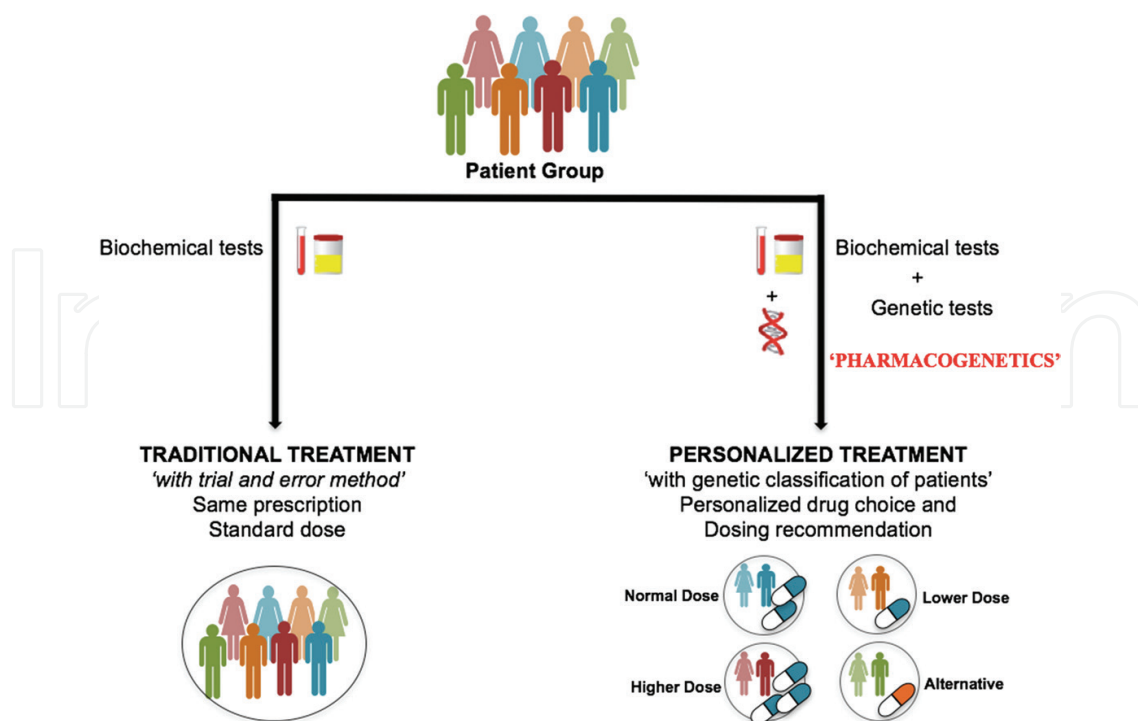 Patient Group
Biochemical tests
Biochemical tests
+
Genetic tests
+
'PHARMACOGENETICS'
TRADITIONAL TREATMENT
'with trial and error method'
Same prescription
Standard dose
PERSONALIZED TREATMENT
'with genetic classification of patients'
Personalized drug choice and
Dosing recommendation
Normal Dose
Lower Dose
Higher Dose
Alternative